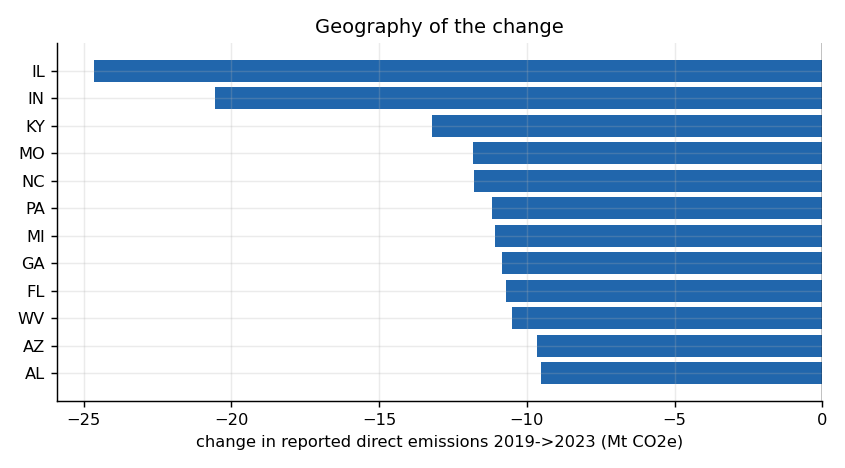 Geography of the change
IL
IN
KY
MO
NC
PA
MI
GA
FL
WV
AZ
AL
−25 −20 −15 −10 −5 0
change in reported direct emissions 2019->2023 (Mt CO2e)